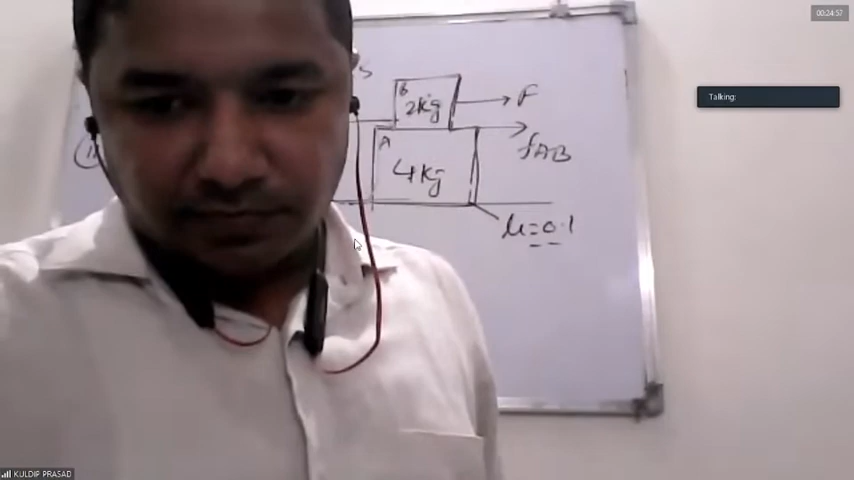 00:24:57
Talking:
B
2kg
F
A
fAB
4kg
μ=0.1
KULDIP PRASAD